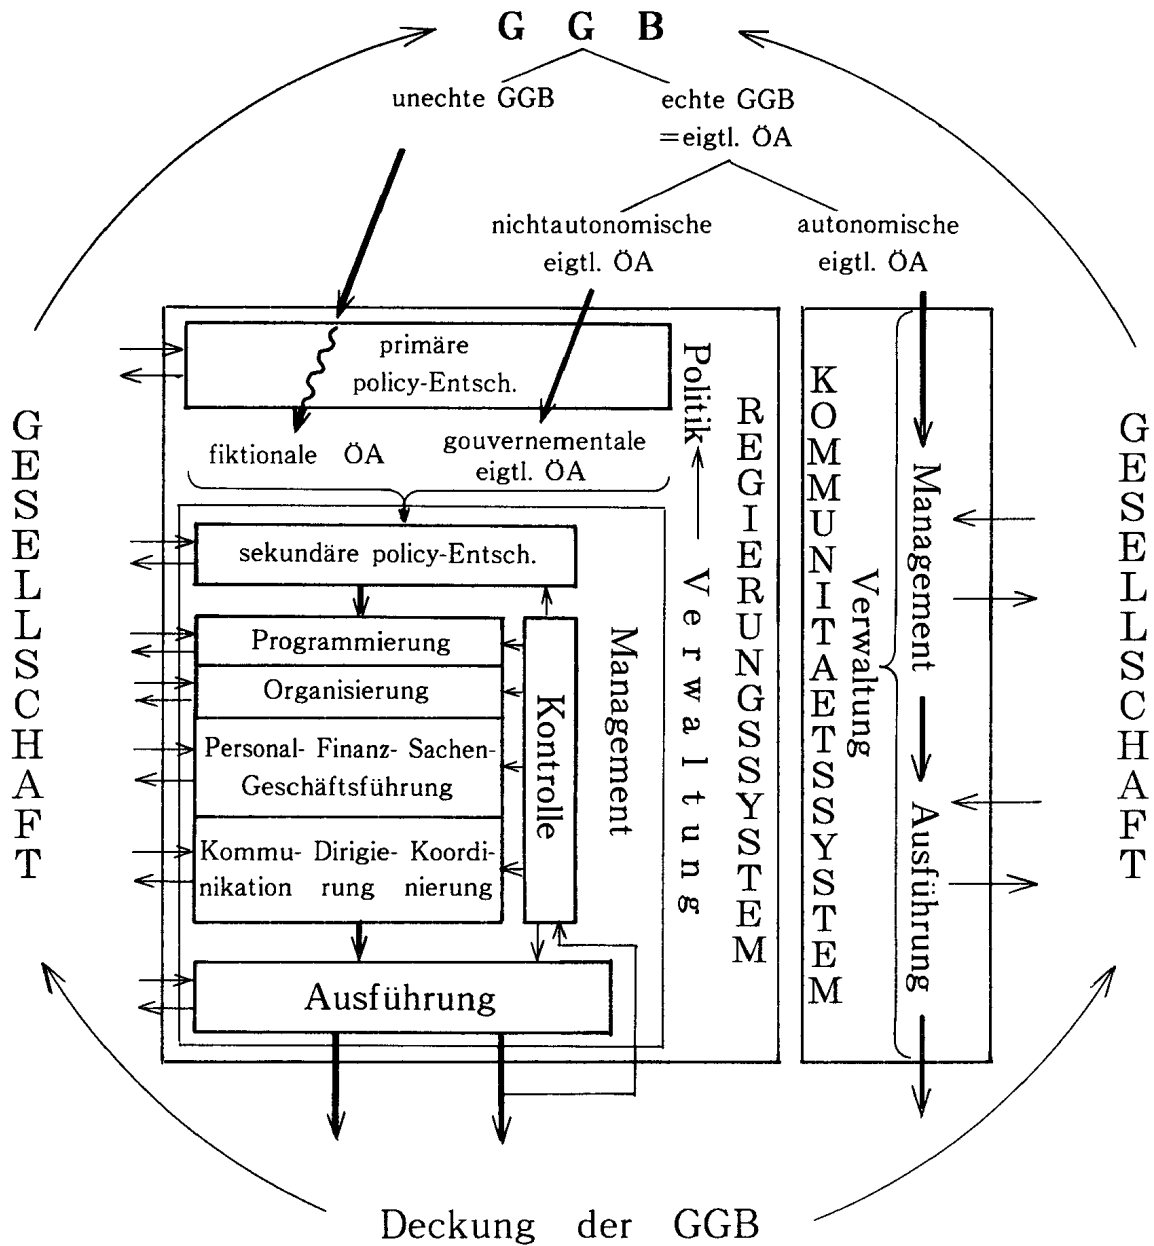 G G B
unechte GGB
echte GGB
=eigtl. ÖA
nichtautonomische
eigtl. ÖA
autonomische
eigtl. ÖA
primäre
policy-Entsch.
fiktionale ÖA
gouvernementale
eigtl. ÖA
sekundäre policy-Entsch.
Programmierung
Organisierung
Personal- Finanz- Sachen-
Geschäftsführung
Kommu- Dirigie- Koordi-
nikation rung nierung
Kontrolle
Ausführung
Management
Politik
Verwaltung
REGIERUNGSSYSTEM
KOMMUNITAETSSYSTEM
Verwaltung
Management
Ausführung
GESELLSCHAFT
GESELLSCHAFT
Deckung der GGB